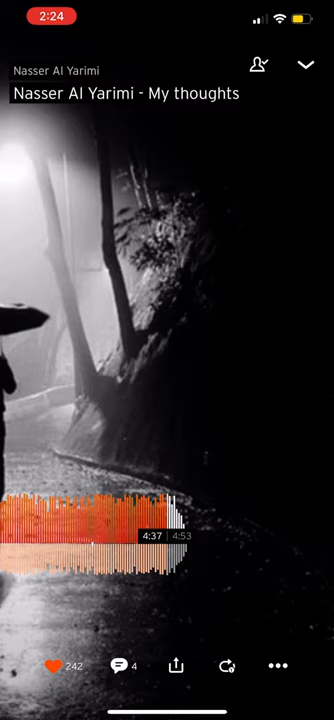 2:24
Nasser Al Yarimi
Nasser Al Yarimi - My thoughts
4:37 | 4:53
242
4